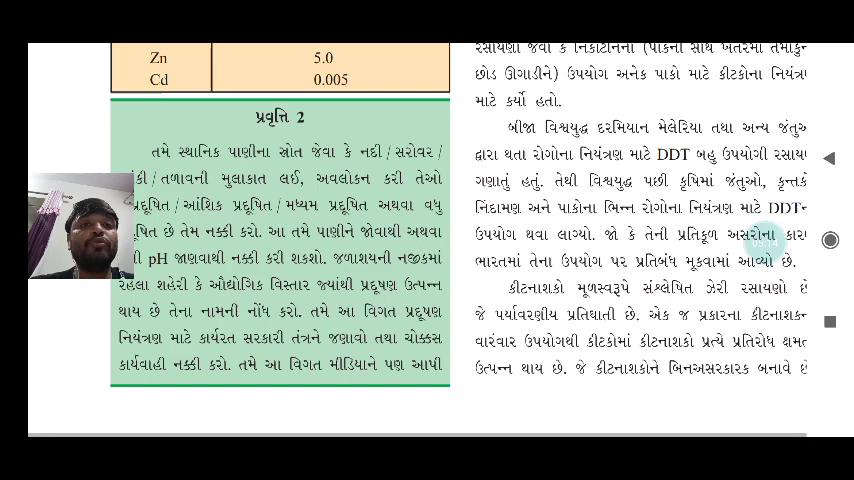 Zn 5.0
Cd 0.005
પ્રવૃત્તિ 2
તમે સ્થાનિક પાણીના સ્રોત જેવા કે નદી / સરોવર /
/ તળાવની મુલાકાત લઈ, અવલોકન કરી તેઓ
/ આંશિક પ્રદૂષિત / મધ્યમ પ્રદૂષિત અથવા વધુ
છે તેમ નક્કી કરો. આ તમે પાણીને જોવાથી અથવા
pH જાણવાથી નક્કી કરી શકશો. જળાશયની નજીકમાં
રહેલા શહેરી કે ઔદ્યોગિક વિસ્તાર જ્યાંથી પ્રદૂષણ ઉત્પન્ન
થાય છે તેના નામની નોંધ કરો. તમે આ વિગત પ્રદૂષણ
નિયંત્રણ માટે કાર્યરત સરકારી તંત્રને જણાવો તથા ચોક્કસ
કાર્યવાહી નક્કી કરો. તમે આ વિગત મીડિયાને પણ આપી
રસાયણો જેવા કે નિકોટીનનો (પાકની સાથે ખેતરમાં
છોડ ઊગાડીને) ઉપયોગ અનેક પાકો માટે કીટકોના
માટે કર્યો હતો.
બીજા વિશ્વયુદ્ધ દરમિયાન મેલેરિયા તથા અન્ય
દ્વારા થતા રોગોના નિયંત્રણ માટે DDT બહુ ઉપયોગી
ગણાતું હતું. તેથી વિશ્વયુદ્ધ પછી કૃષિમાં જંતુઓ,
નિંદામણ અને પાકોના ભિન્ન રોગોના નિયંત્રણ માટે
ઉપયોગ થવા લાગ્યો. જો કે તેની પ્રતિકૂળ અસરોના
05:14
ભારતમાં તેના ઉપયોગ પર પ્રતિબંધ મૂકવામાં આવ્યો છે.
કીટનાશકો મૂળસ્વરૂપે સંશ્લેષિત ઝેરી રસાયણો
જે પર્યાવરણીય પ્રતિઘાતી છે. એક જ પ્રકારના
વારંવાર ઉપયોગથી કીટકોમાં કીટનાશકો પ્રત્યે પ્રતિરોધ
ઉત્પન્ન થાય છે. જે કીટનાશકોને બિનઅસરકારક બનાવે